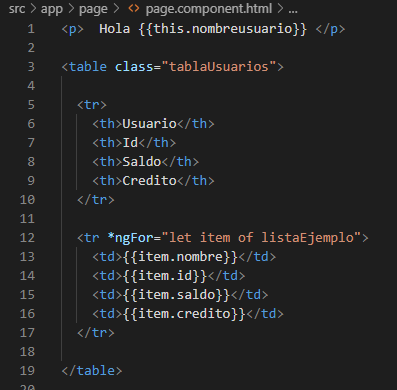 src > app > page > page.component.html > ...
1 <p>  Hola {{this.nombreusuario}} </p>
2
3 <table class="tablaUsuarios">
4
5   <tr>
6     <th>Usuario</th>
7     <th>Id</th>
8     <th>Saldo</th>
9     <th>Credito</th>
10   </tr>
11
12   <tr *ngFor="let item of listaEjemplo">
13     <td>{{item.nombre}}</td>
14     <td>{{item.id}}</td>
15     <td>{{item.saldo}}</td>
16     <td>{{item.credito}}</td>
17   </tr>
18
19 </table>
20